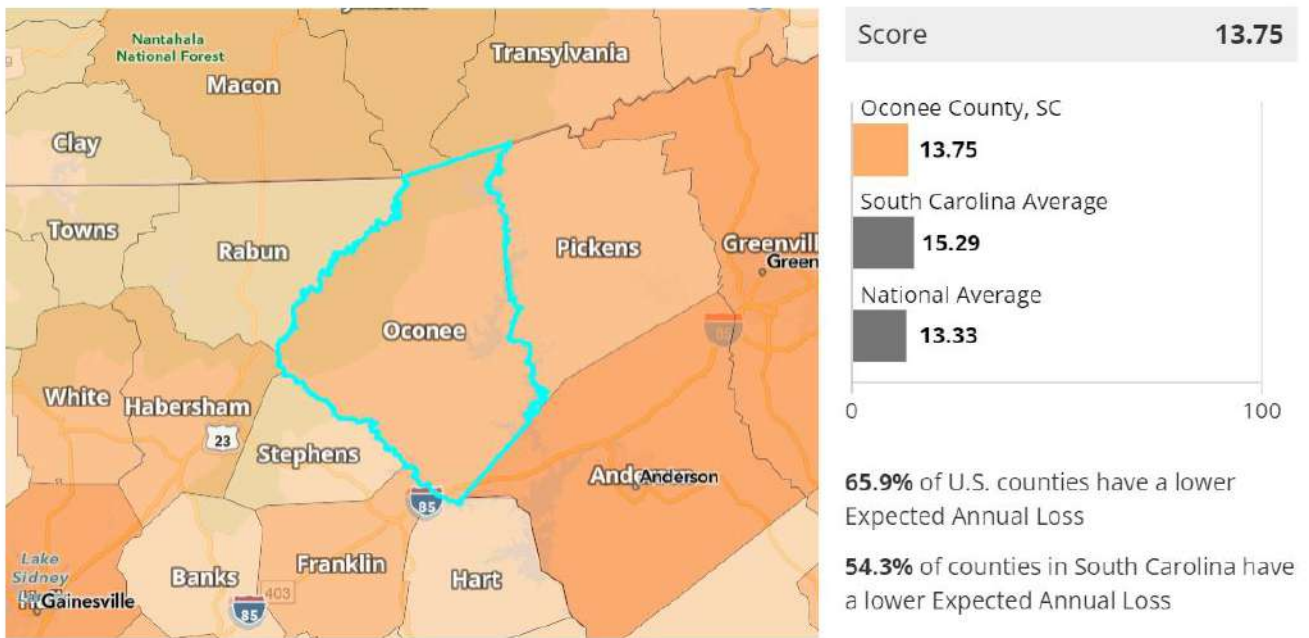 Nantahala
National Forest
Transylvania
Macon
Clay
Towns
Rabun
Pickens
Greenvill
Green
85
Oconee
White
Habersham
23
Stephens
Anderson
85
Lake
Sidney
Gainesville
Banks
85
403
Franklin
Hart
Score 13.75
Oconee County, SC
13.75
South Carolina Average
15.29
National Average
13.33
0 100
65.9% of U.S. counties have a lower
Expected Annual Loss
54.3% of counties in South Carolina have
a lower Expected Annual Loss